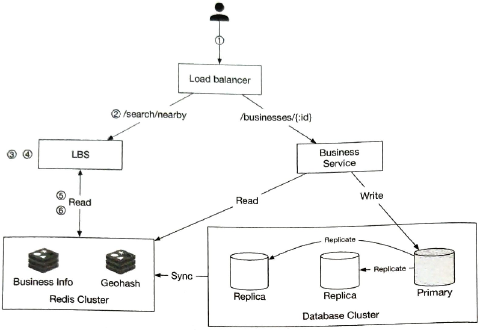 ①
Load balancer
② /search/nearby
/businesses/{:id}
③ ④
LBS
Business
Service
⑤
⑥
Read
Read
Write
Replicate
Replicate
Business Info
Geohash
Redis Cluster
Sync
Replica
Replica
Primary
Database Cluster